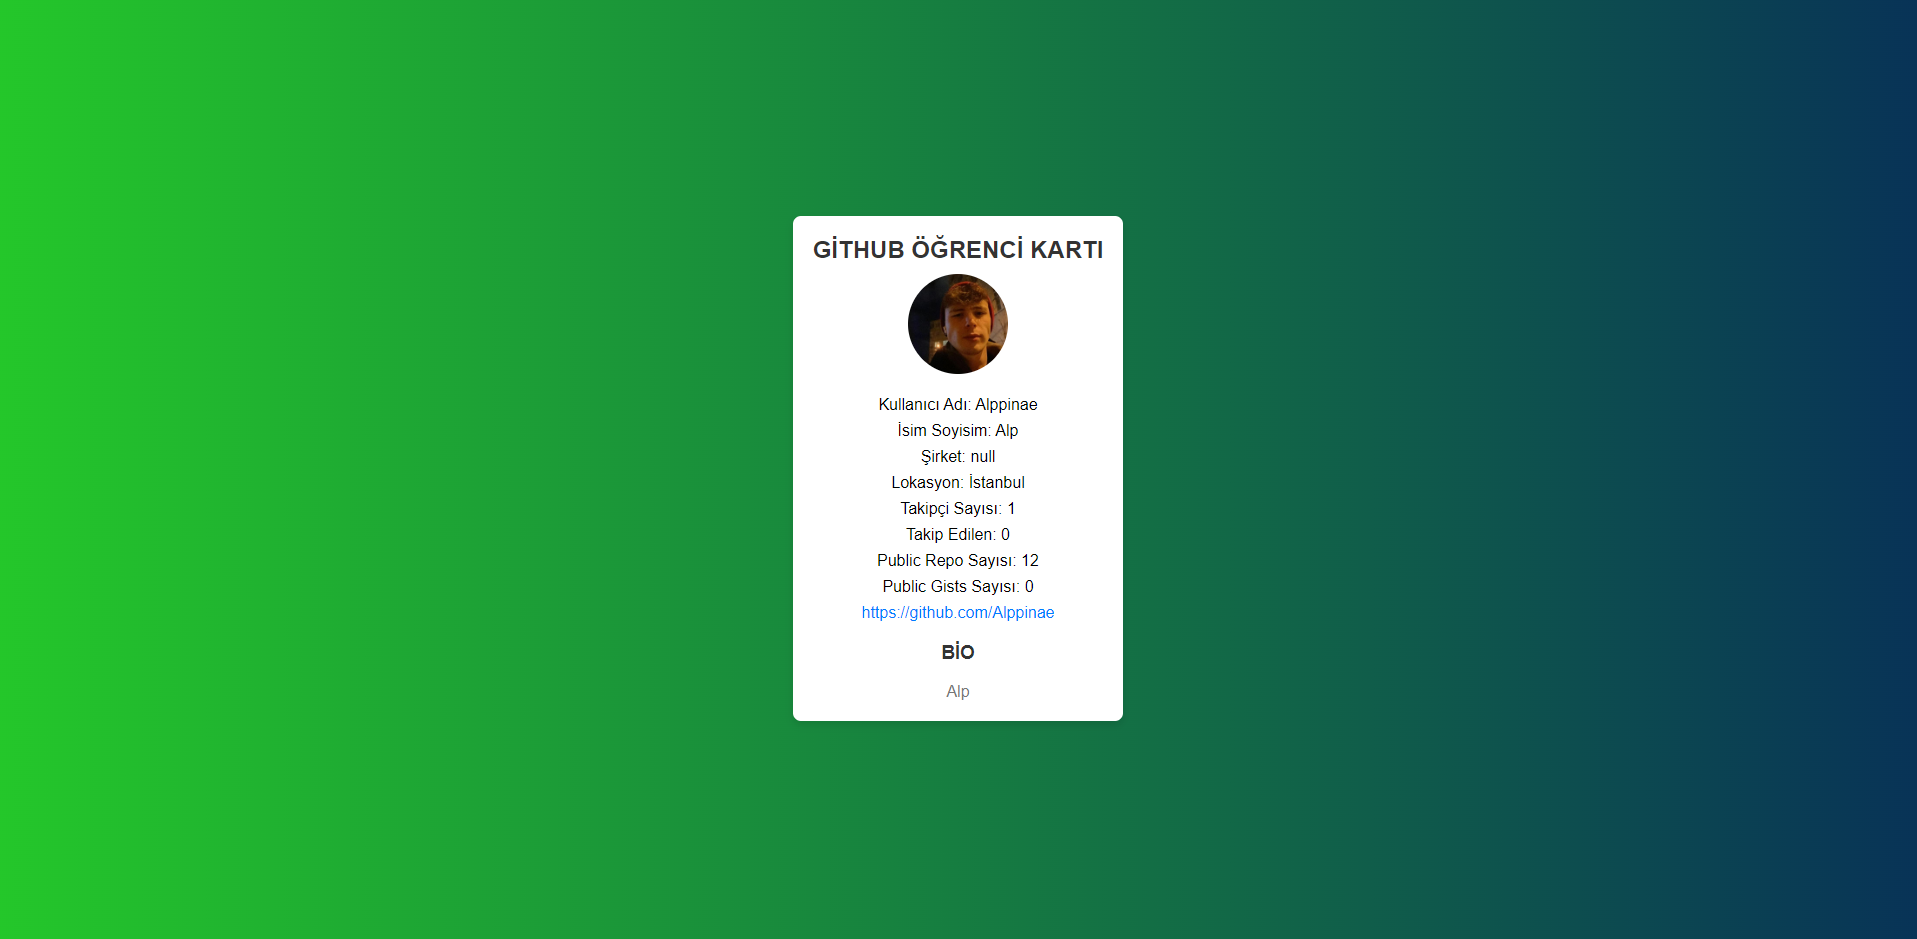 GİTHUB ÖĞRENCİ KARTI
Kullanıcı Adı: Alppinae
İsim Soyisim: Alp
Şirket: null
Lokasyon: İstanbul
Takipçi Sayısı: 1
Takip Edilen: 0
Public Repo Sayısı: 12
Public Gists Sayısı: 0
https://github.com/Alppinae
BİO
Alp